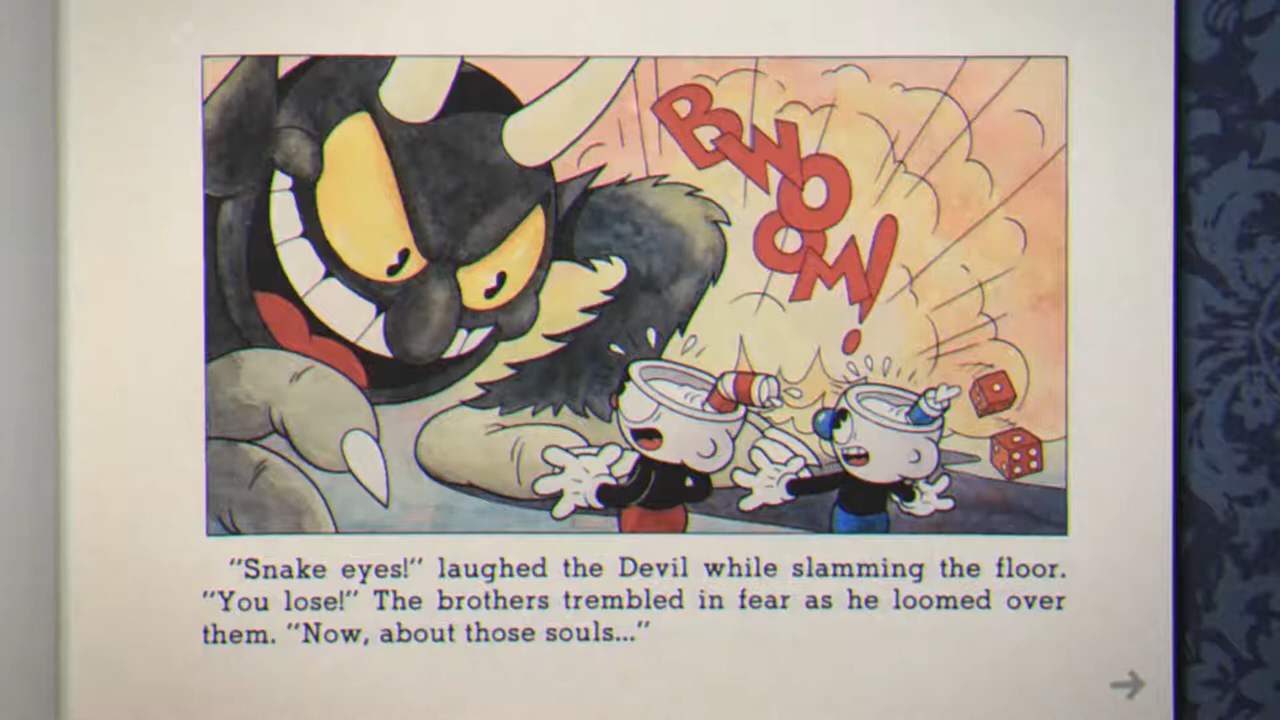 BWOOM!
"Snake eyes!" laughed the Devil while slamming the floor.
"You lose!" The brothers trembled in fear as he loomed over
them. "Now, about those souls..."